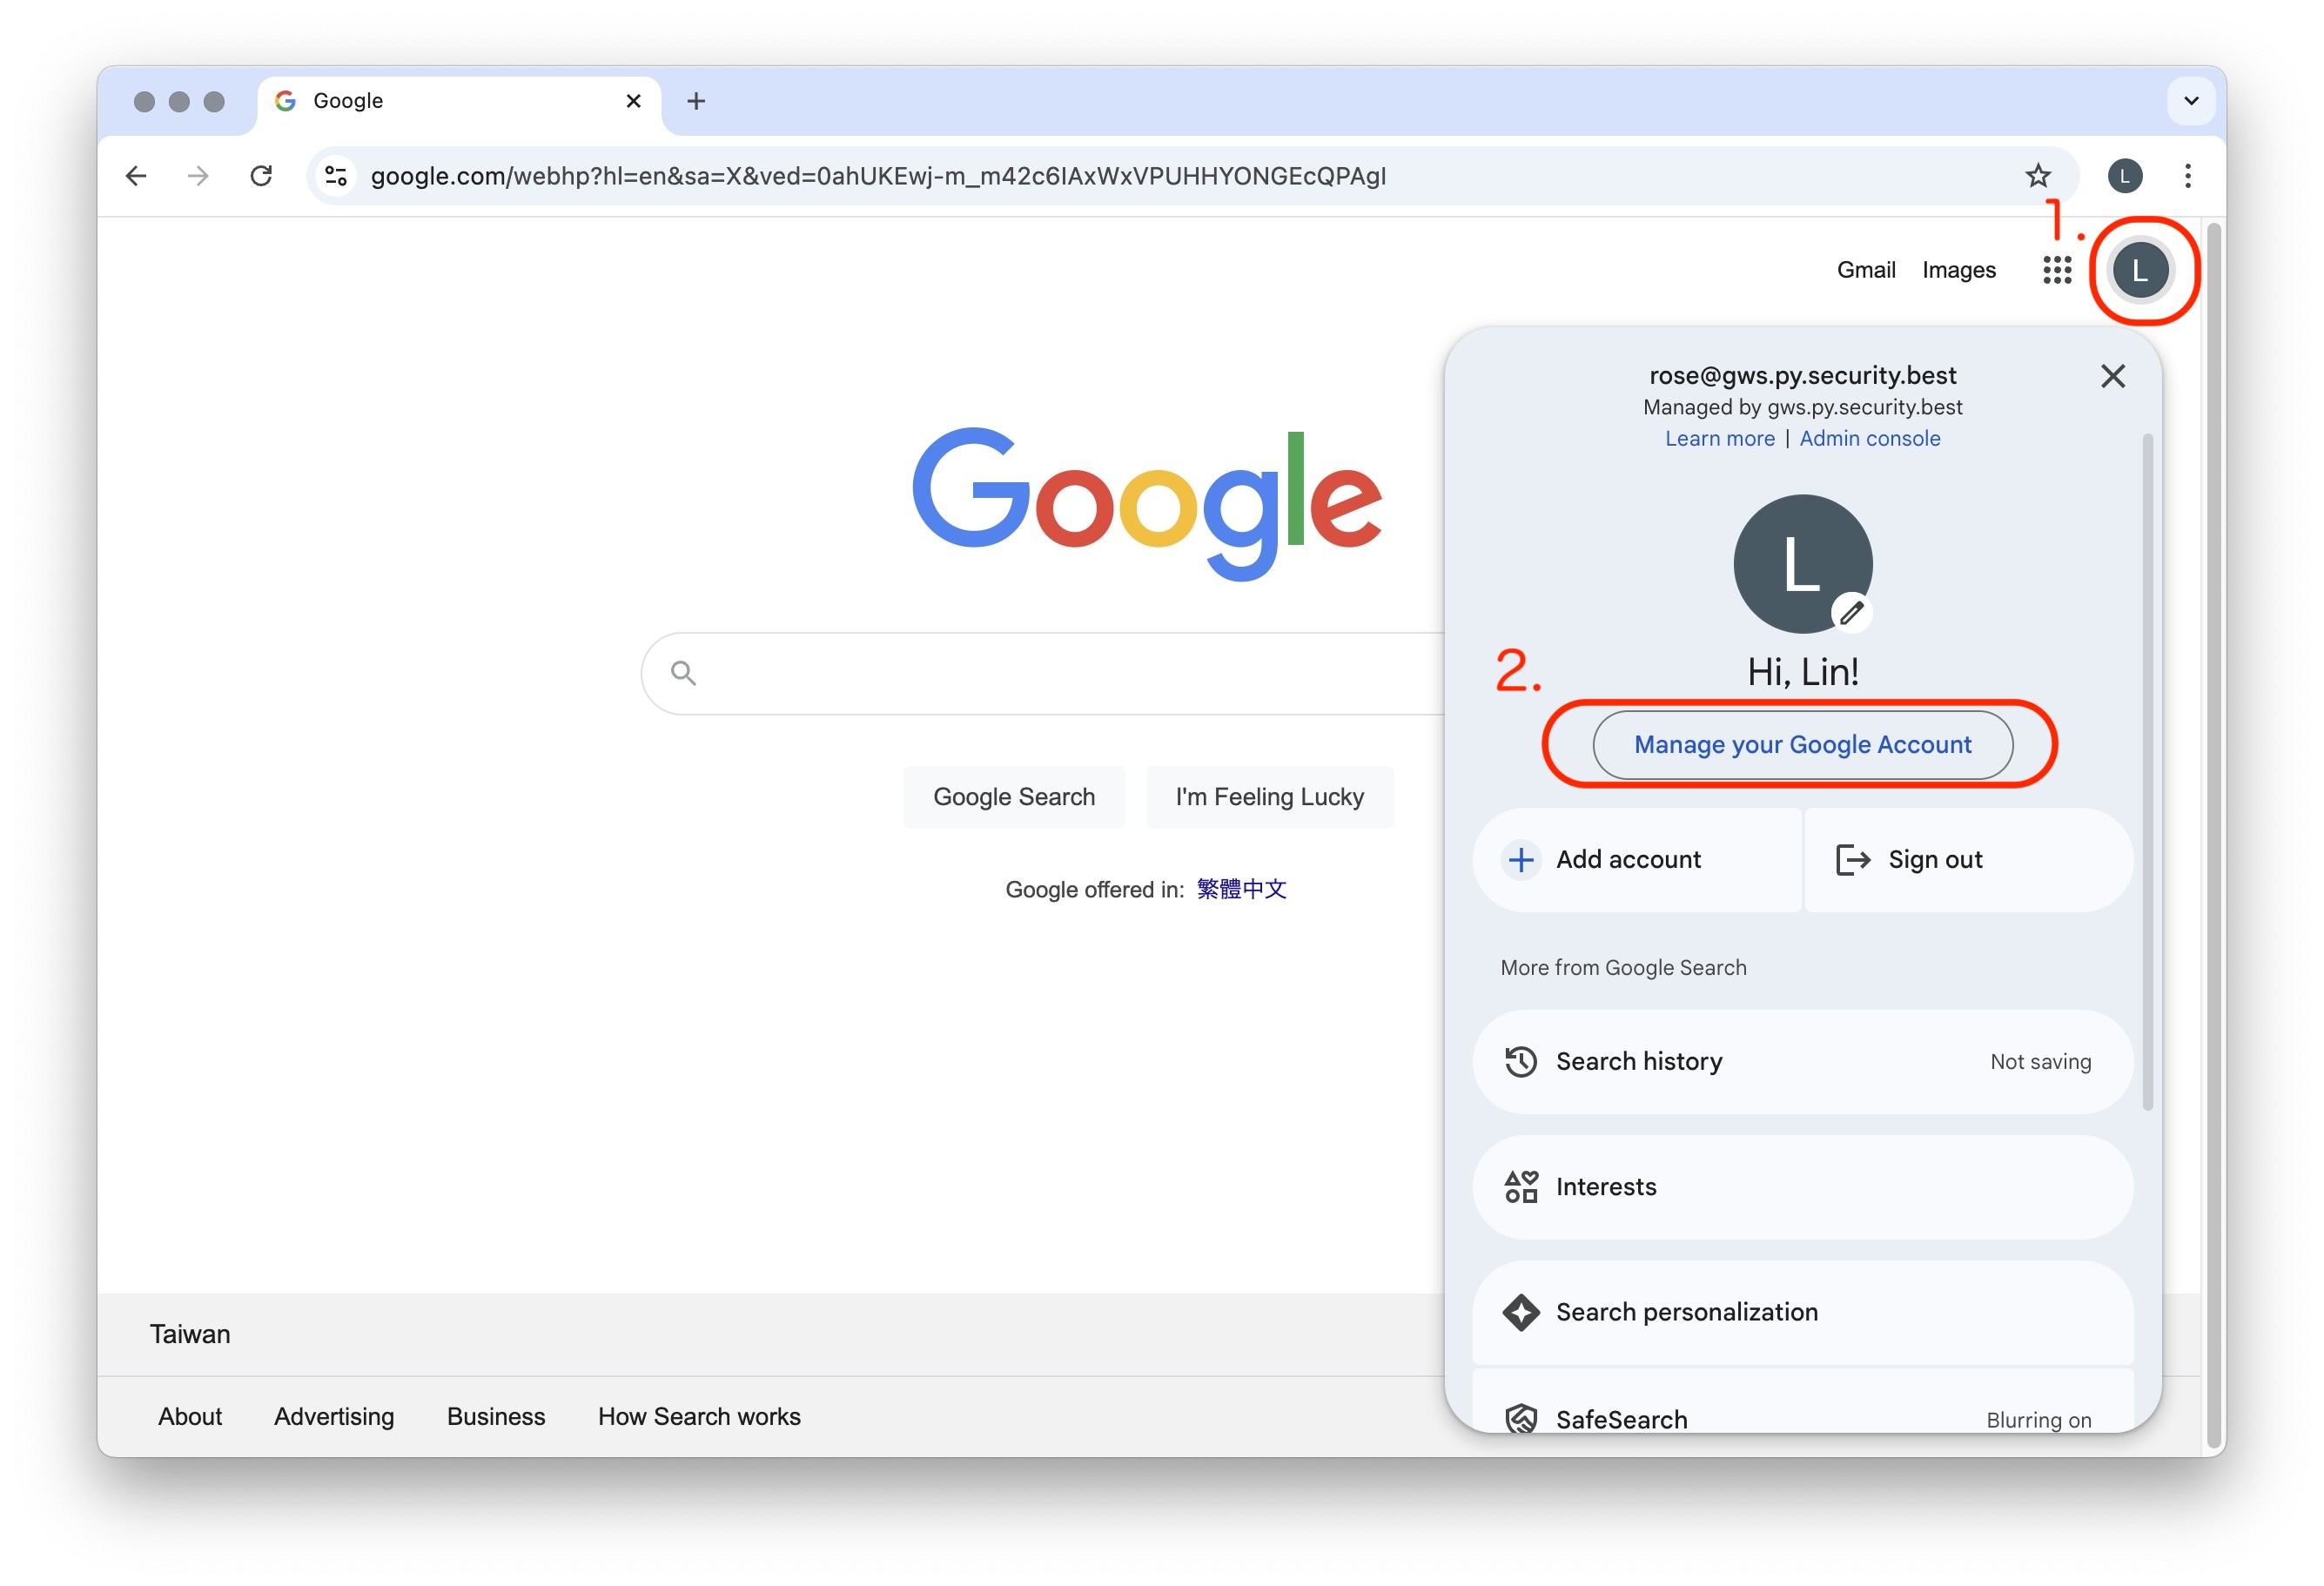 Google
google.com/webhp?hl=en&sa=X&ved=0ahUKEwj-m_m42c6IAxWxVPUHHYONGEcQPAgI
L
1.
Gmail Images
L
rose@gws.py.security.best
Managed by gws.py.security.best
Learn more | Admin console
Google
L
2.
Hi, Lin!
Manage your Google Account
Google Search I'm Feeling Lucky
Add account Sign out
Google offered in: 繁體中文
More from Google Search
Search history Not saving
Interests
Search personalization
Taiwan
SafeSearch Blurring on
About Advertising Business How Search works